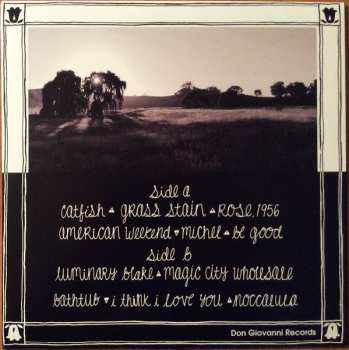 side a
catfish grass stain rose, 1956
american weekend michel be good
side b
luminary blake magic city wholesale
bathtub i think i love you noccalula
Don Giovanni Records